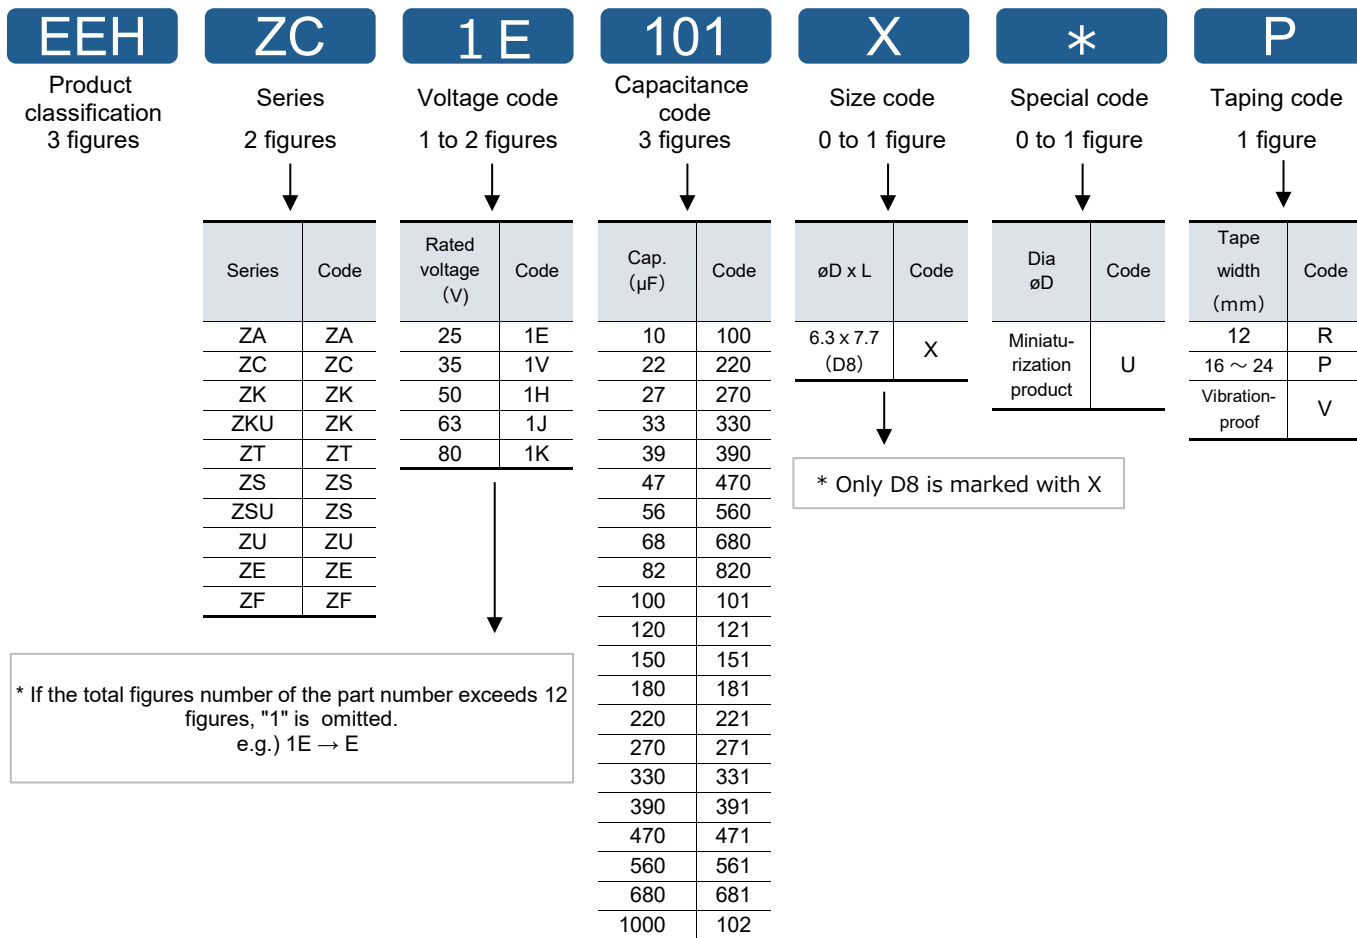 EEH ZC 1E 101 X * P
Product
classification
3 figures
Series
2 figures
Voltage code
1 to 2 figures
Capacitance
code
3 figures
Size code
0 to 1 figure
Special code
0 to 1 figure
Taping code
1 figure
Series Code
ZA ZA
ZC ZC
ZK ZK
ZKU ZK
ZT ZT
ZS ZS
ZSU ZS
ZU ZU
ZE ZE
ZF ZF
Rated
voltage
(V)
Code
25 1E
35 1V
50 1H
63 1J
80 1K
* If the total figures number of the part number exceeds 12
figures, "1" is omitted.
e.g.) 1E → E
Cap.
(μF)
Code
10 100
22 220
27 270
33 330
39 390
47 470
56 560
68 680
82 820
100 101
120 121
150 151
180 181
220 221
270 271
330 331
390 391
470 471
560 561
680 681
1000 102
øD x L Code
6.3 x 7.7
(D8)
X
* Only D8 is marked with X
Dia
øD
Code
Miniatu-
rization
product
U
Tape
width
(mm)
Code
12 R
16 ~ 24 P
Vibration-
proof
V